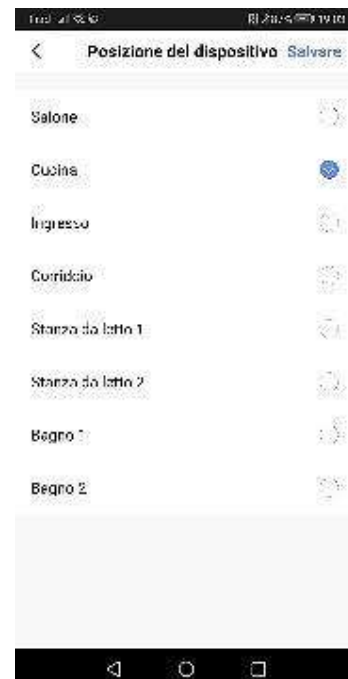 Posizione del dispositivo Salvare
Salone
Cucina
Ingresso
Corridoio
Stanza da letto 1
Stanza da letto 2
Bagno 1
Bagno 2